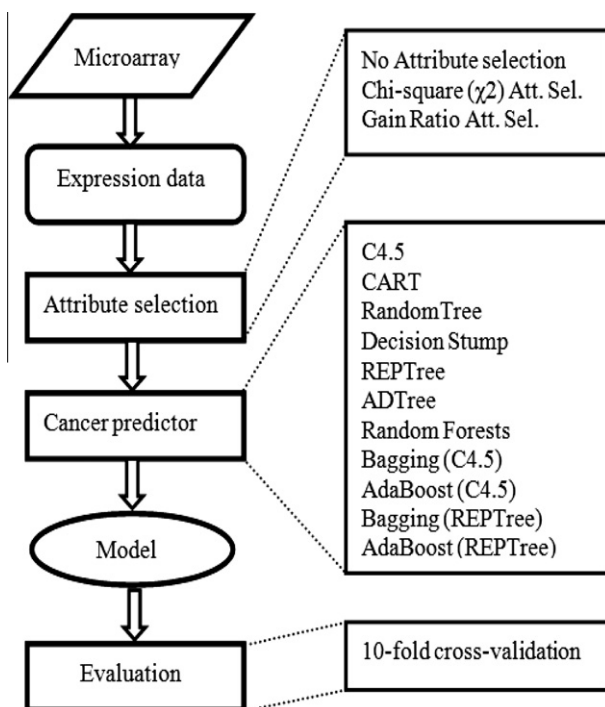 Microarray
Expression data
Attribute selection
Cancer predictor
Model
Evaluation
No Attribute selection
Chi-square (χ2) Att. Sel.
Gain Ratio Att. Sel.
C4.5
CART
RandomTree
Decision Stump
REPTree
ADTree
Random Forests
Bagging (C4.5)
AdaBoost (C4.5)
Bagging (REPTree)
AdaBoost (REPTree)
10-fold cross-validation